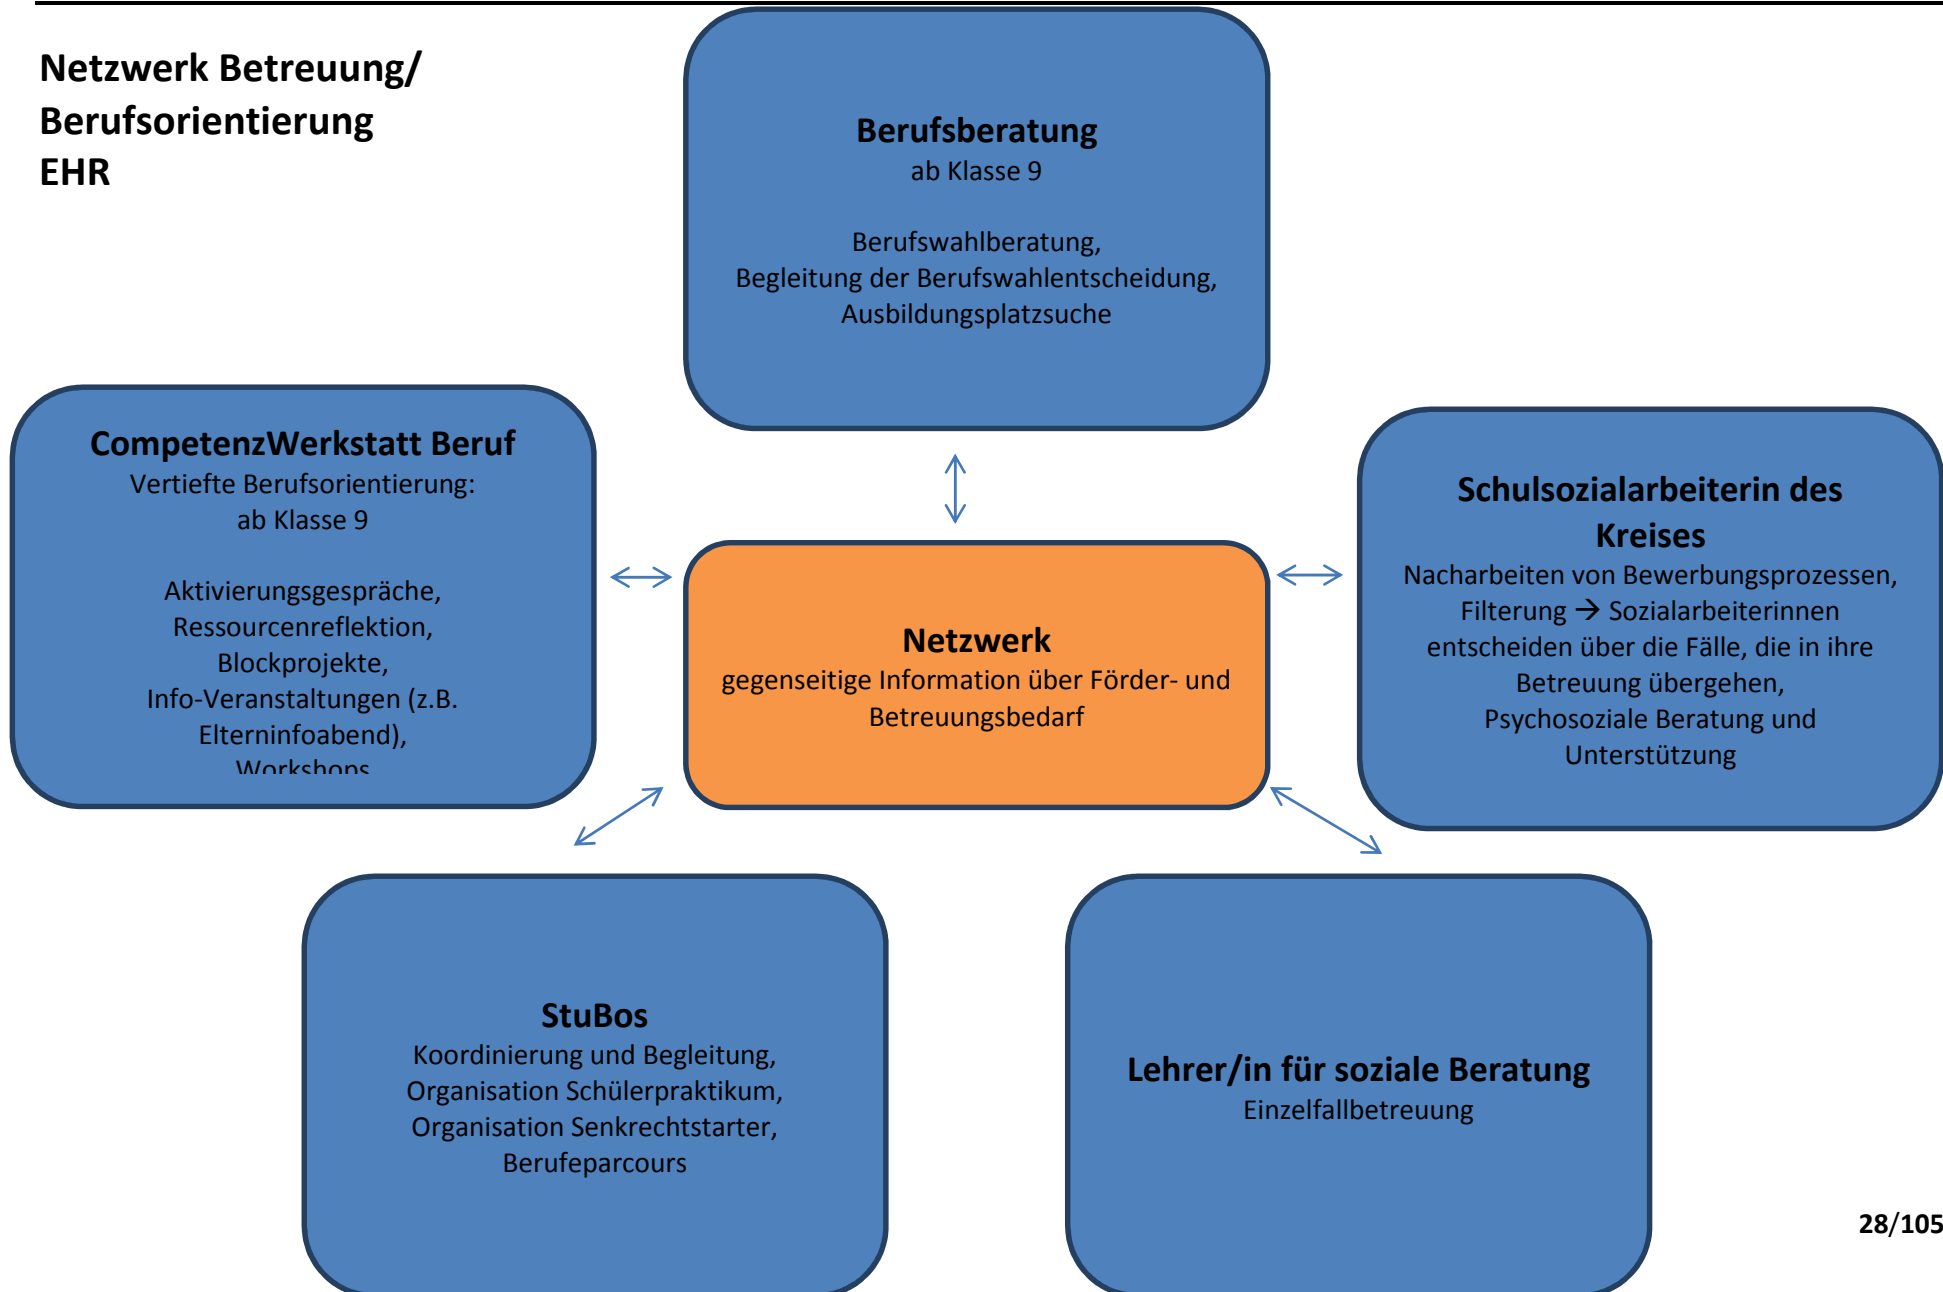 Netzwerk Betreuung/
Berufsorientierung
EHR
Berufsberatung
ab Klasse 9
Berufswahlberatung,
Begleitung der Berufswahlentscheidung,
Ausbildungsplatzsuche
CompetenzWerkstatt Beruf
Vertiefte Berufsorientierung:
ab Klasse 9
Aktivierungsgespräche,
Ressourcenreflektion,
Blockprojekte,
Info-Veranstaltungen (z.B.
Elterninfoabend),
Workshops
Netzwerk
gegenseitige Information über Förder- und
Betreuungsbedarf
Schulsozialarbeiterin des
Kreises
Nacharbeiten von Bewerbungsprozessen,
Filterung → Sozialarbeiterinnen
entscheiden über die Fälle, die in ihre
Betreuung übergehen,
Psychosoziale Beratung und
Unterstützung
StuBos
Koordinierung und Begleitung,
Organisation Schülerpraktikum,
Organisation Senkrechtstarter,
Berufeparcours
Lehrer/in für soziale Beratung
Einzelfallbetreuung
28/105